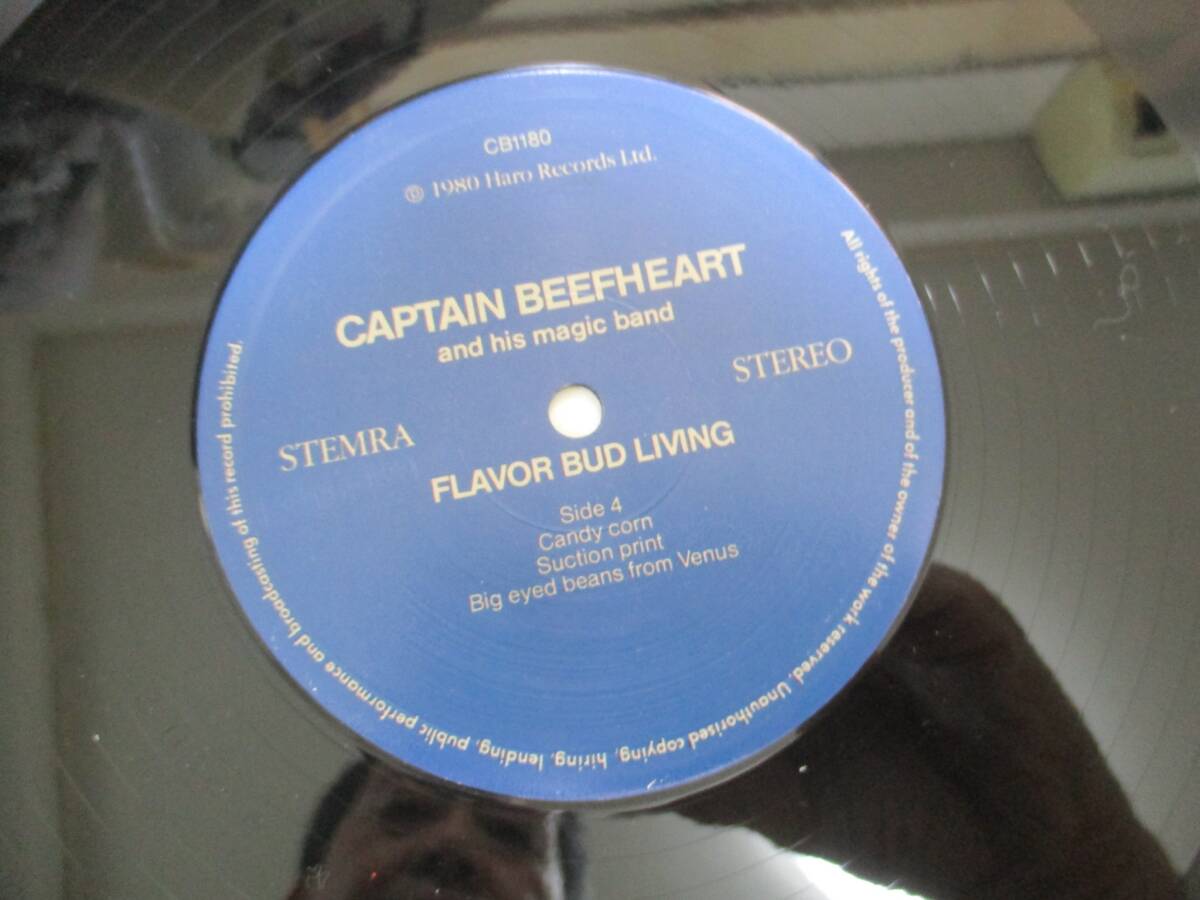 CB1180
℗ 1980 Haro Records Ltd.
CAPTAIN BEEFHEART
and his magic band
STEREO
STEMRA
FLAVOR BUD LIVING
Side 4
Candy corn
Suction print
Big eyed beans from Venus
All rights of the producer and of the owner of the work reserved. Unauthorised copying, hiring, lending, public performance and broadcasting of this record prohibited.